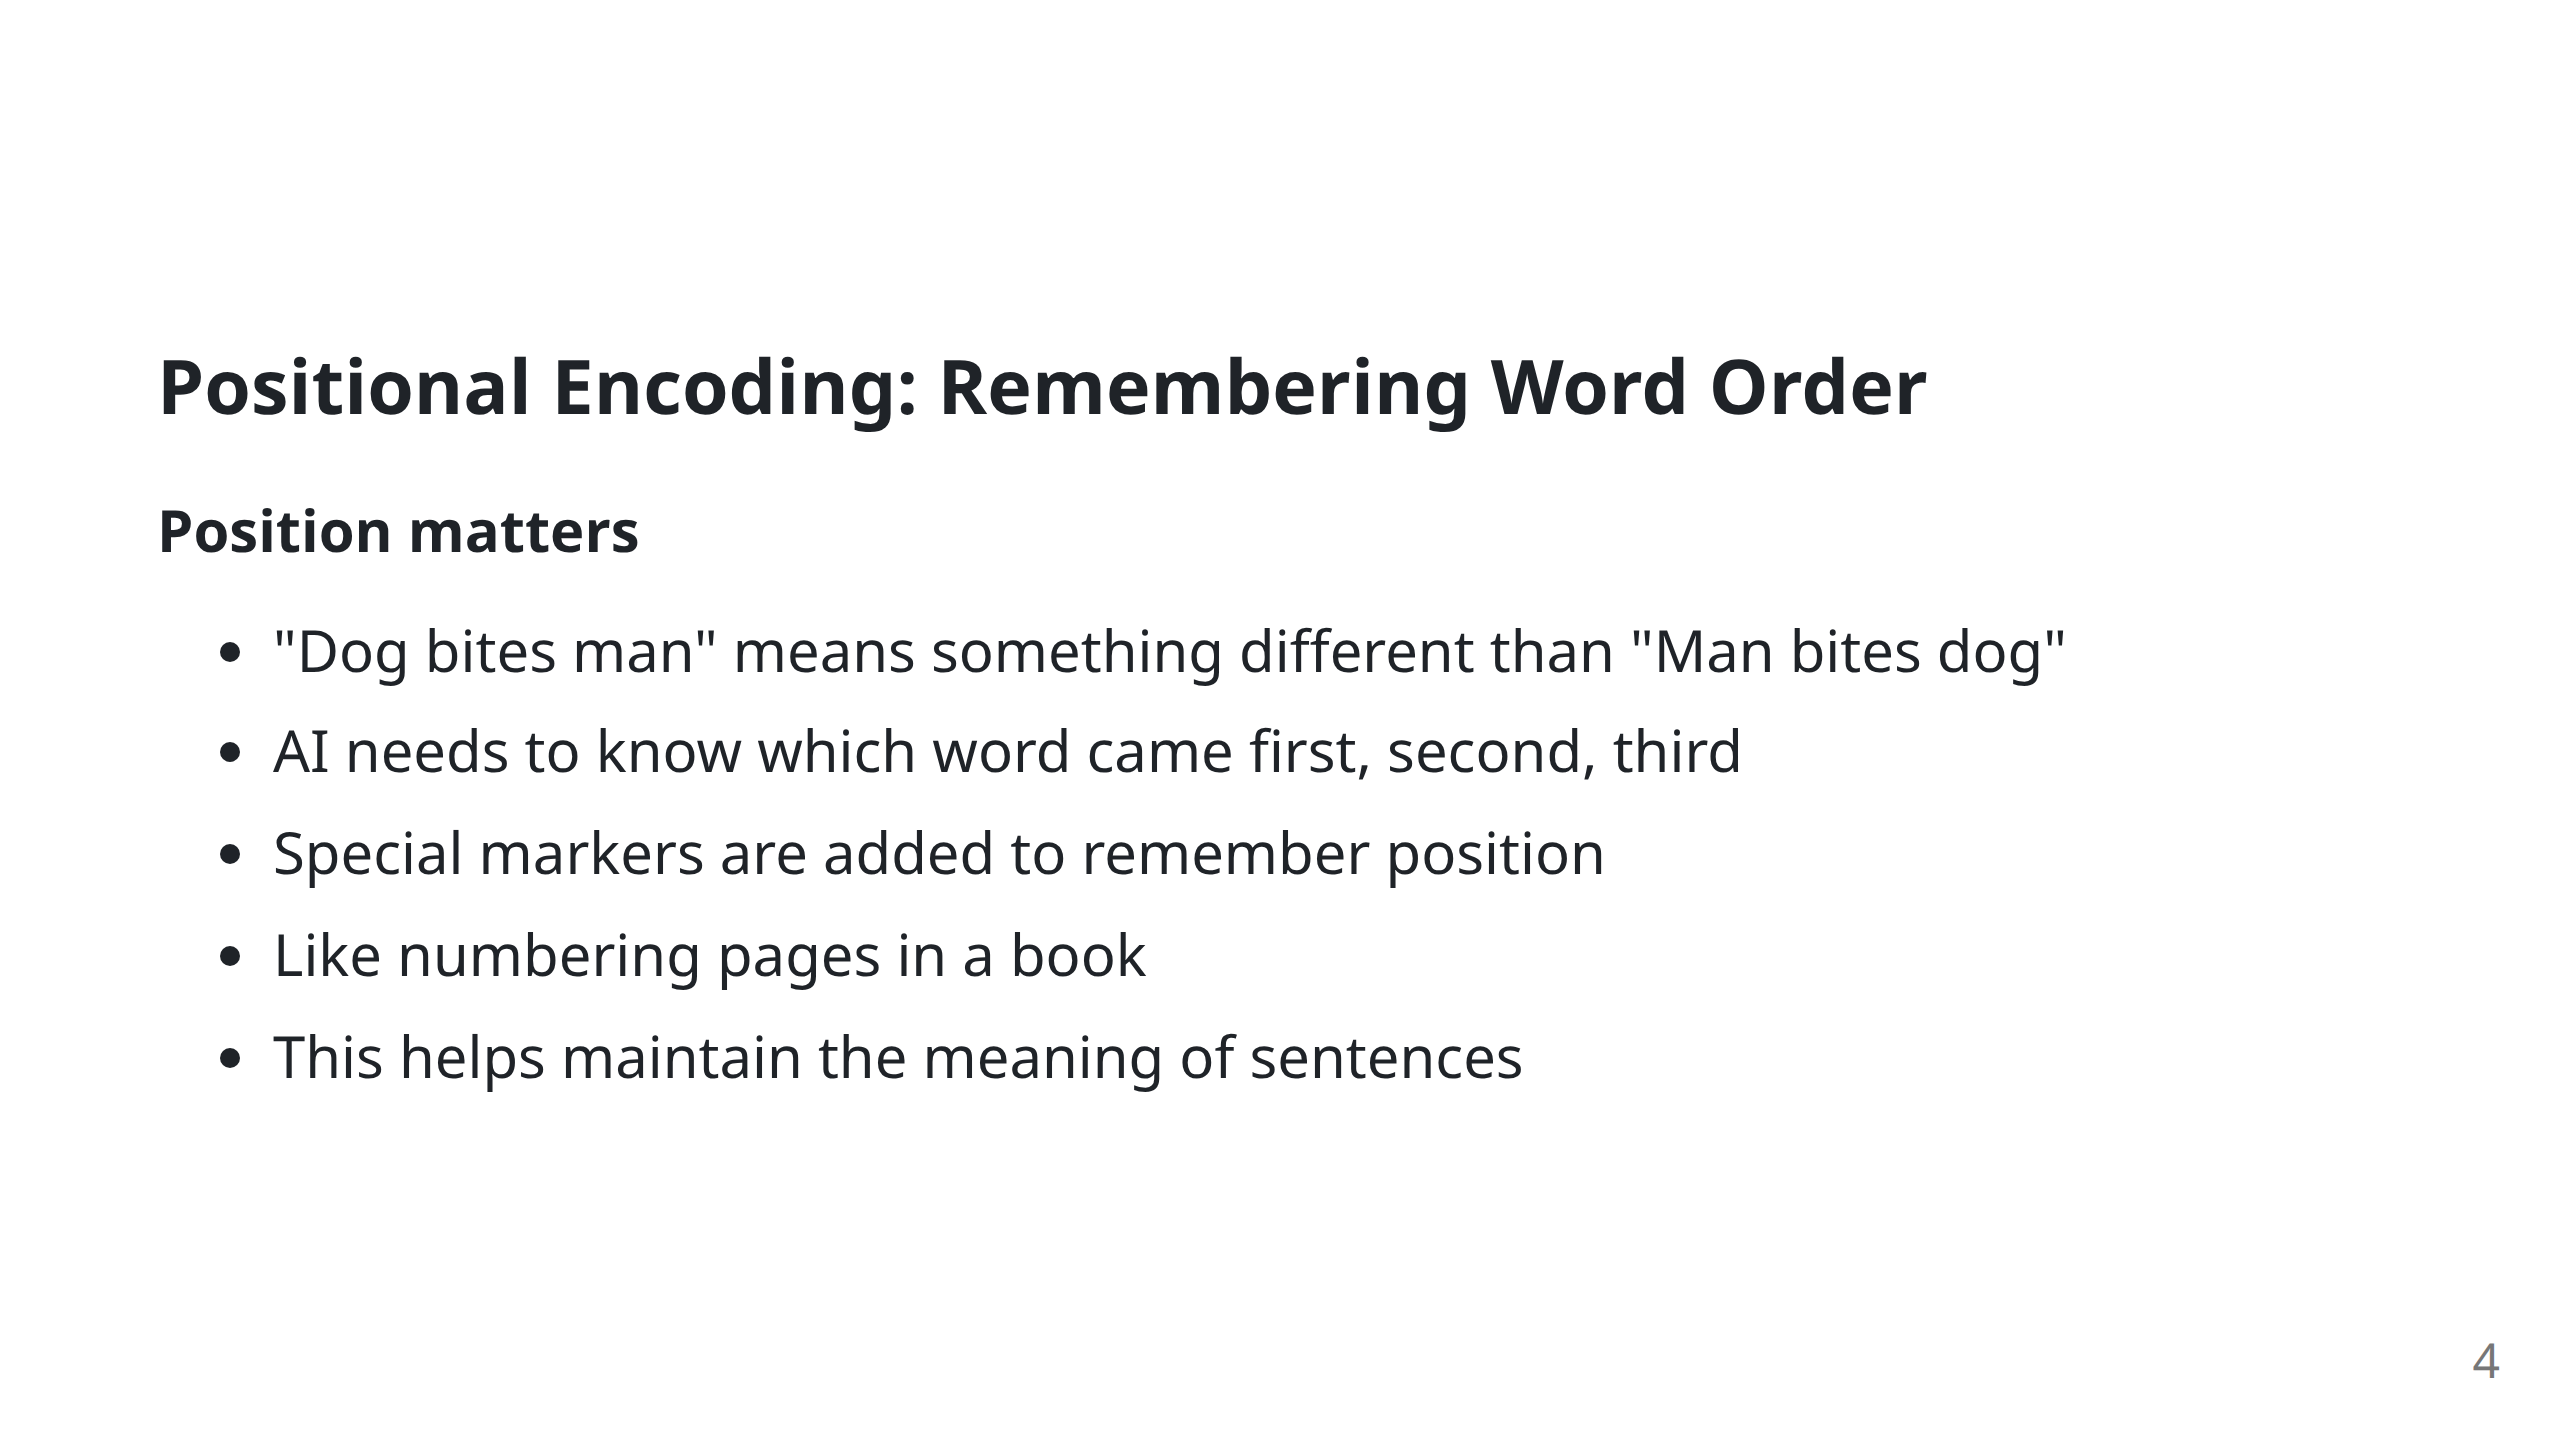 Positional Encoding: Remembering Word Order
Position matters
• "Dog bites man" means something different than "Man bites dog"
• AI needs to know which word came first, second, third
• Special markers are added to remember position
• Like numbering pages in a book
• This helps maintain the meaning of sentences
4